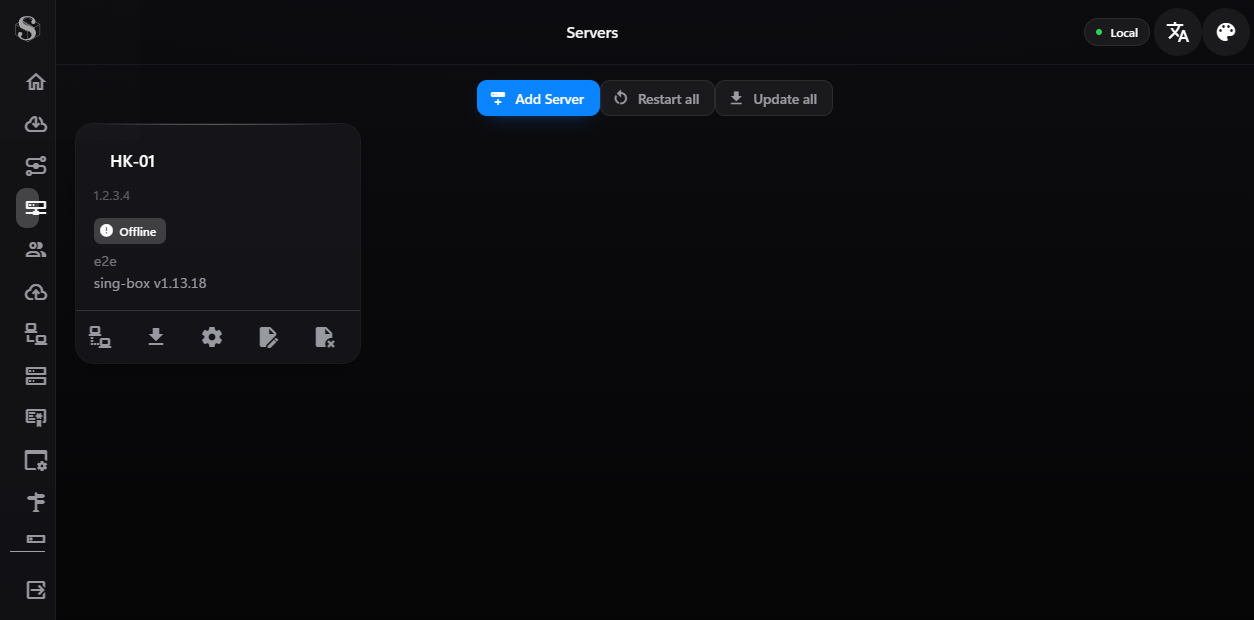 Servers
Local
Add Server
Restart all
Update all
HK-01
1.2.3.4
Offline
e2e
sing-box v1.13.18